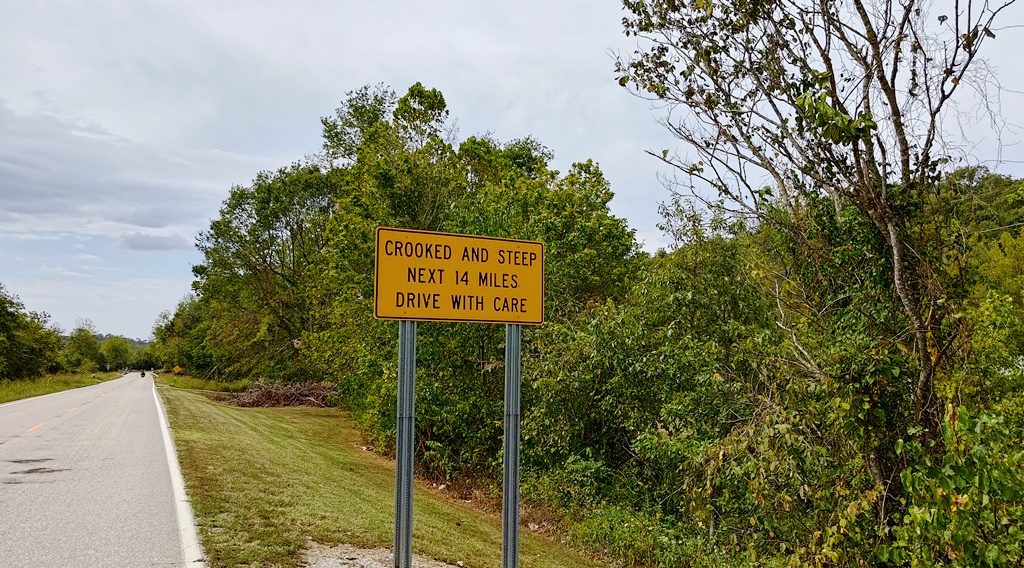 CROOKED AND STEEP
NEXT 14 MILES
DRIVE WITH CARE